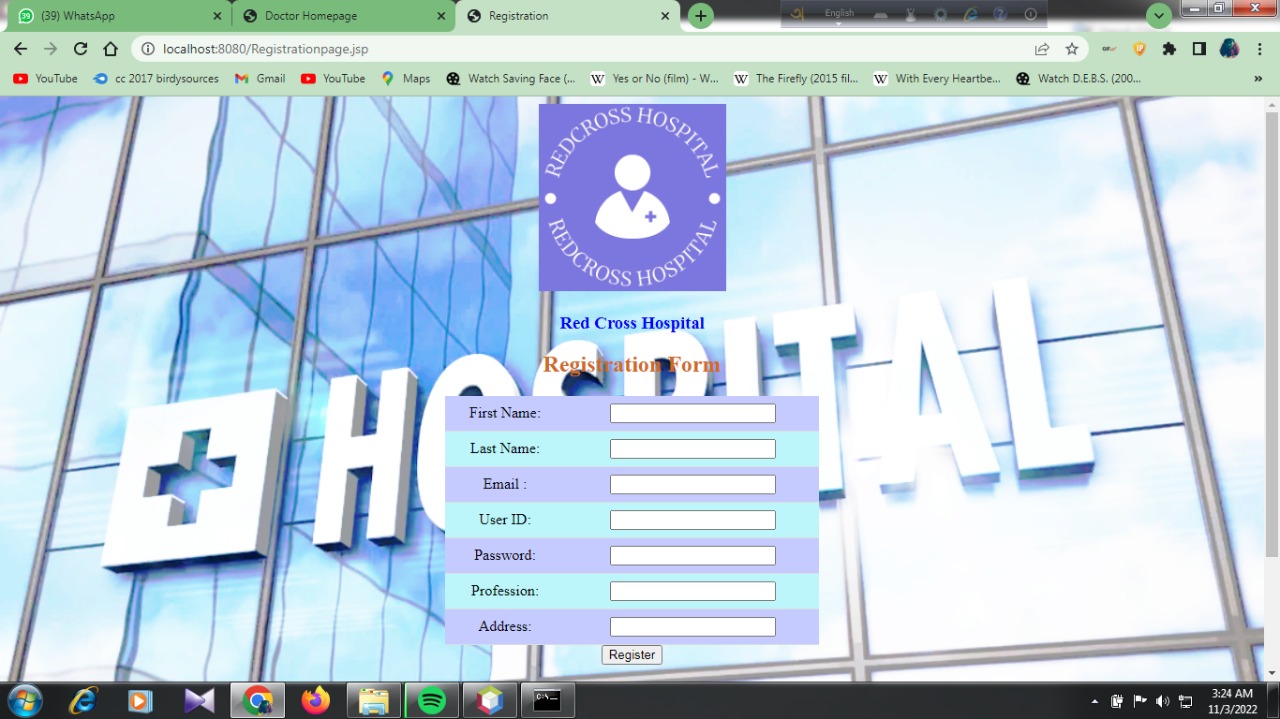 (39) WhatsApp
Doctor Homepage
Registration
English
localhost:8080/Registrationpage.jsp
YouTube
cc 2017 birdysources
Gmail
YouTube
Maps
Watch Saving Face (...
Yes or No (film) - W...
The Firefly (2015 fil...
With Every Heartbe...
Watch D.E.B.S. (200...
»
REDCROSS HOSPITAL
REDCROSS HOSPITAL
HOSPITAL
Red Cross Hospital
Registration Form
First Name:
Last Name:
Email :
User ID:
Password:
Profession:
Address:
Register
3:24 AM
11/3/2022